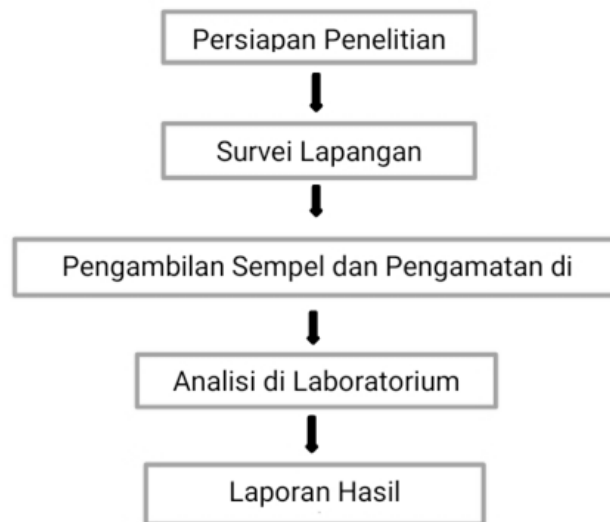 Persiapan Penelitian
Survei Lapangan
Pengambilan Sempel dan Pengamatan di
Analisi di Laboratorium
Laporan Hasil